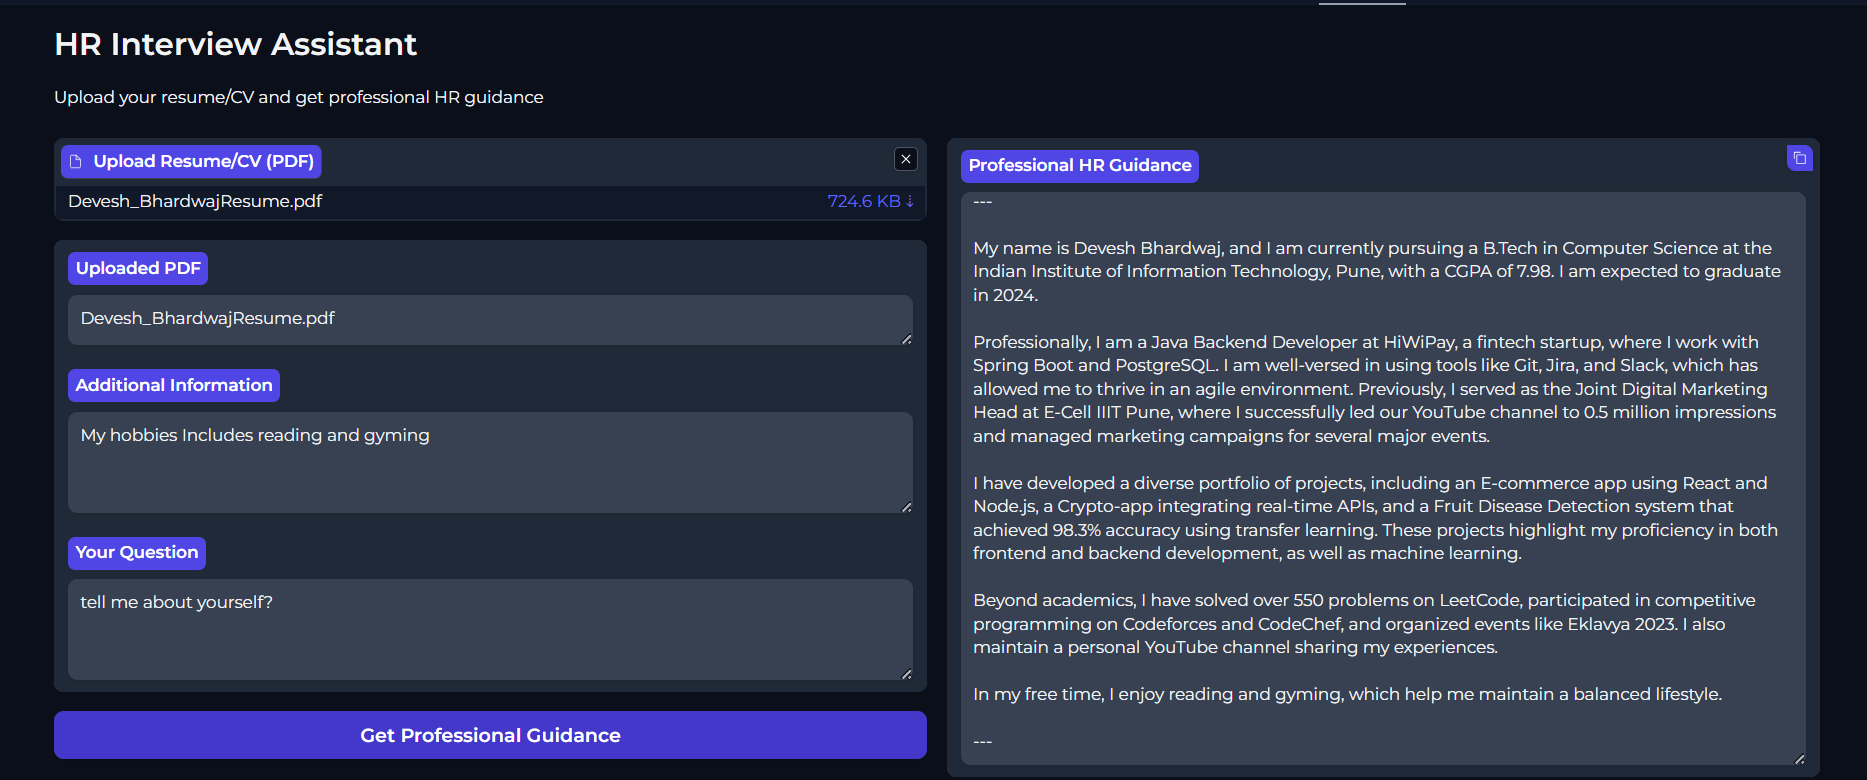 HR Interview Assistant
Upload your resume/CV and get professional HR guidance
Upload Resume/CV (PDF)
Devesh_BhardwajResume.pdf 724.6 KB ↓
Uploaded PDF
Devesh_BhardwajResume.pdf
Additional Information
My hobbies Includes reading and gyming
Your Question
tell me about yourself?
Get Professional Guidance
Professional HR Guidance
---
My name is Devesh Bhardwaj, and I am currently pursuing a B.Tech in Computer Science at the
Indian Institute of Information Technology, Pune, with a CGPA of 7.98. I am expected to graduate
in 2024.
Professionally, I am a Java Backend Developer at HiWiPay, a fintech startup, where I work with
Spring Boot and PostgreSQL. I am well-versed in using tools like Git, Jira, and Slack, which has
allowed me to thrive in an agile environment. Previously, I served as the Joint Digital Marketing
Head at E-Cell IIIT Pune, where I successfully led our YouTube channel to 0.5 million impressions
and managed marketing campaigns for several major events.
I have developed a diverse portfolio of projects, including an E-commerce app using React and
Node.js, a Crypto-app integrating real-time APIs, and a Fruit Disease Detection system that
achieved 98.3% accuracy using transfer learning. These projects highlight my proficiency in both
frontend and backend development, as well as machine learning.
Beyond academics, I have solved over 550 problems on LeetCode, participated in competitive
programming on Codeforces and CodeChef, and organized events like Eklavya 2023. I also
maintain a personal YouTube channel sharing my experiences.
In my free time, I enjoy reading and gyming, which help me maintain a balanced lifestyle.
---